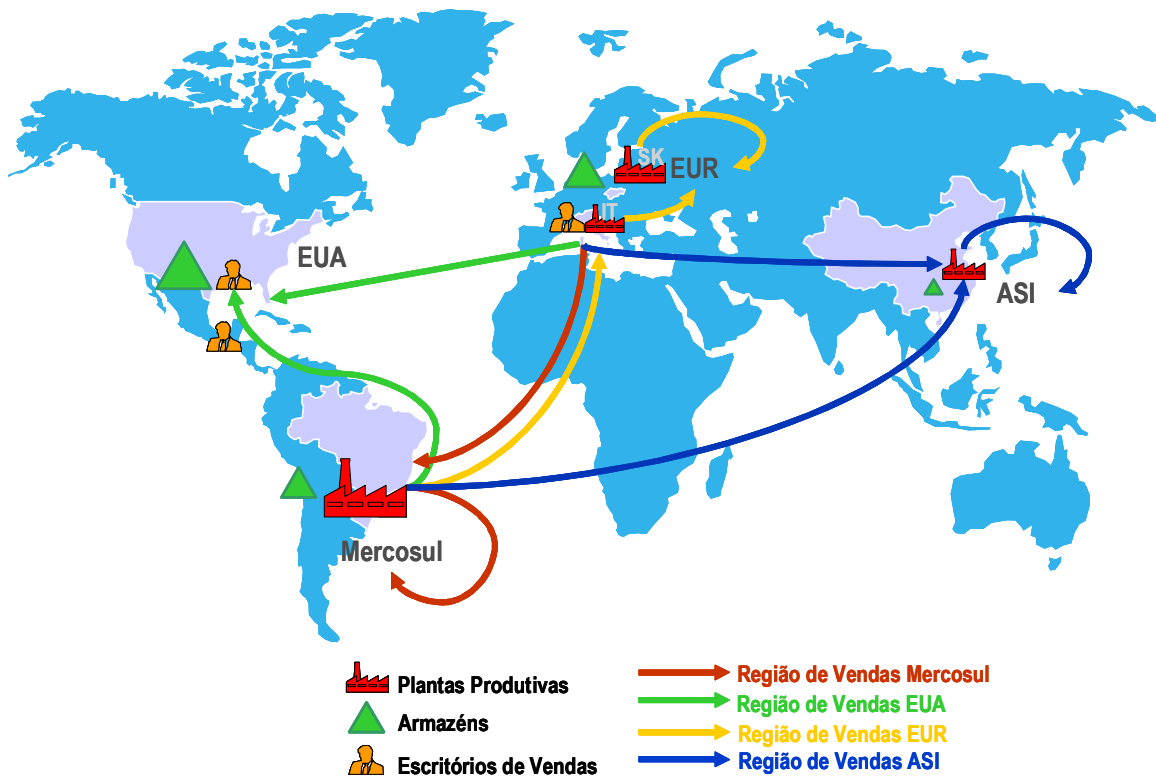 SK
EUR
IT
EUA
ASI
Mercosul
Plantas Produtivas
Armazéns
Escritórios de Vendas
Região de Vendas Mercosul
Região de Vendas EUA
Região de Vendas EUR
Região de Vendas ASI